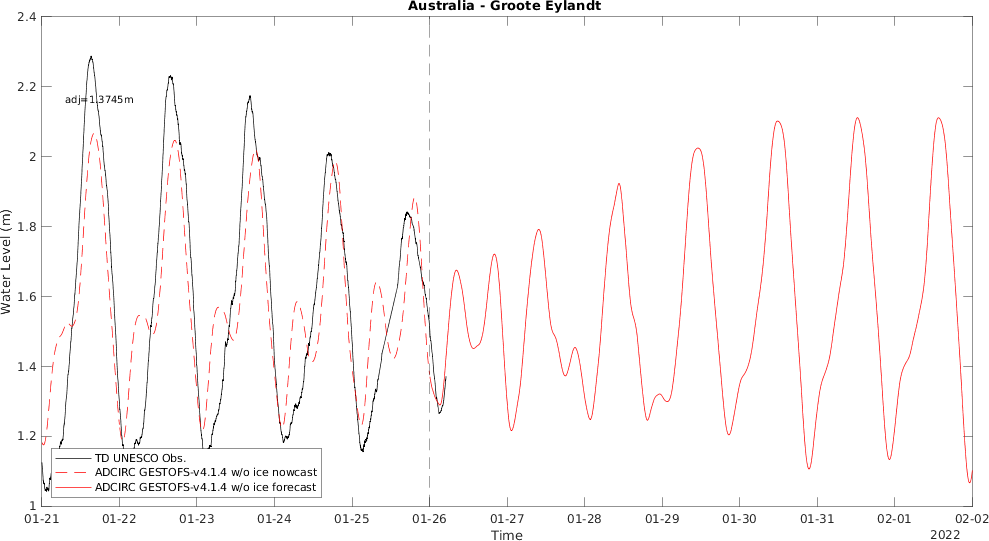 Australia - Groote Eylandt
2.4
2.2
2
1.8
1.6
1.4
1.2
1
Water Level (m)
adj=1.3745m
TD UNESCO Obs.
ADCIRC GESTOFS-v4.1.4 w/o ice nowcast
ADCIRC GESTOFS-v4.1.4 w/o ice forecast
01-21 01-22 01-23 01-24 01-25 01-26 01-27 01-28 01-29 01-30 01-31 02-01 02-02
Time
2022